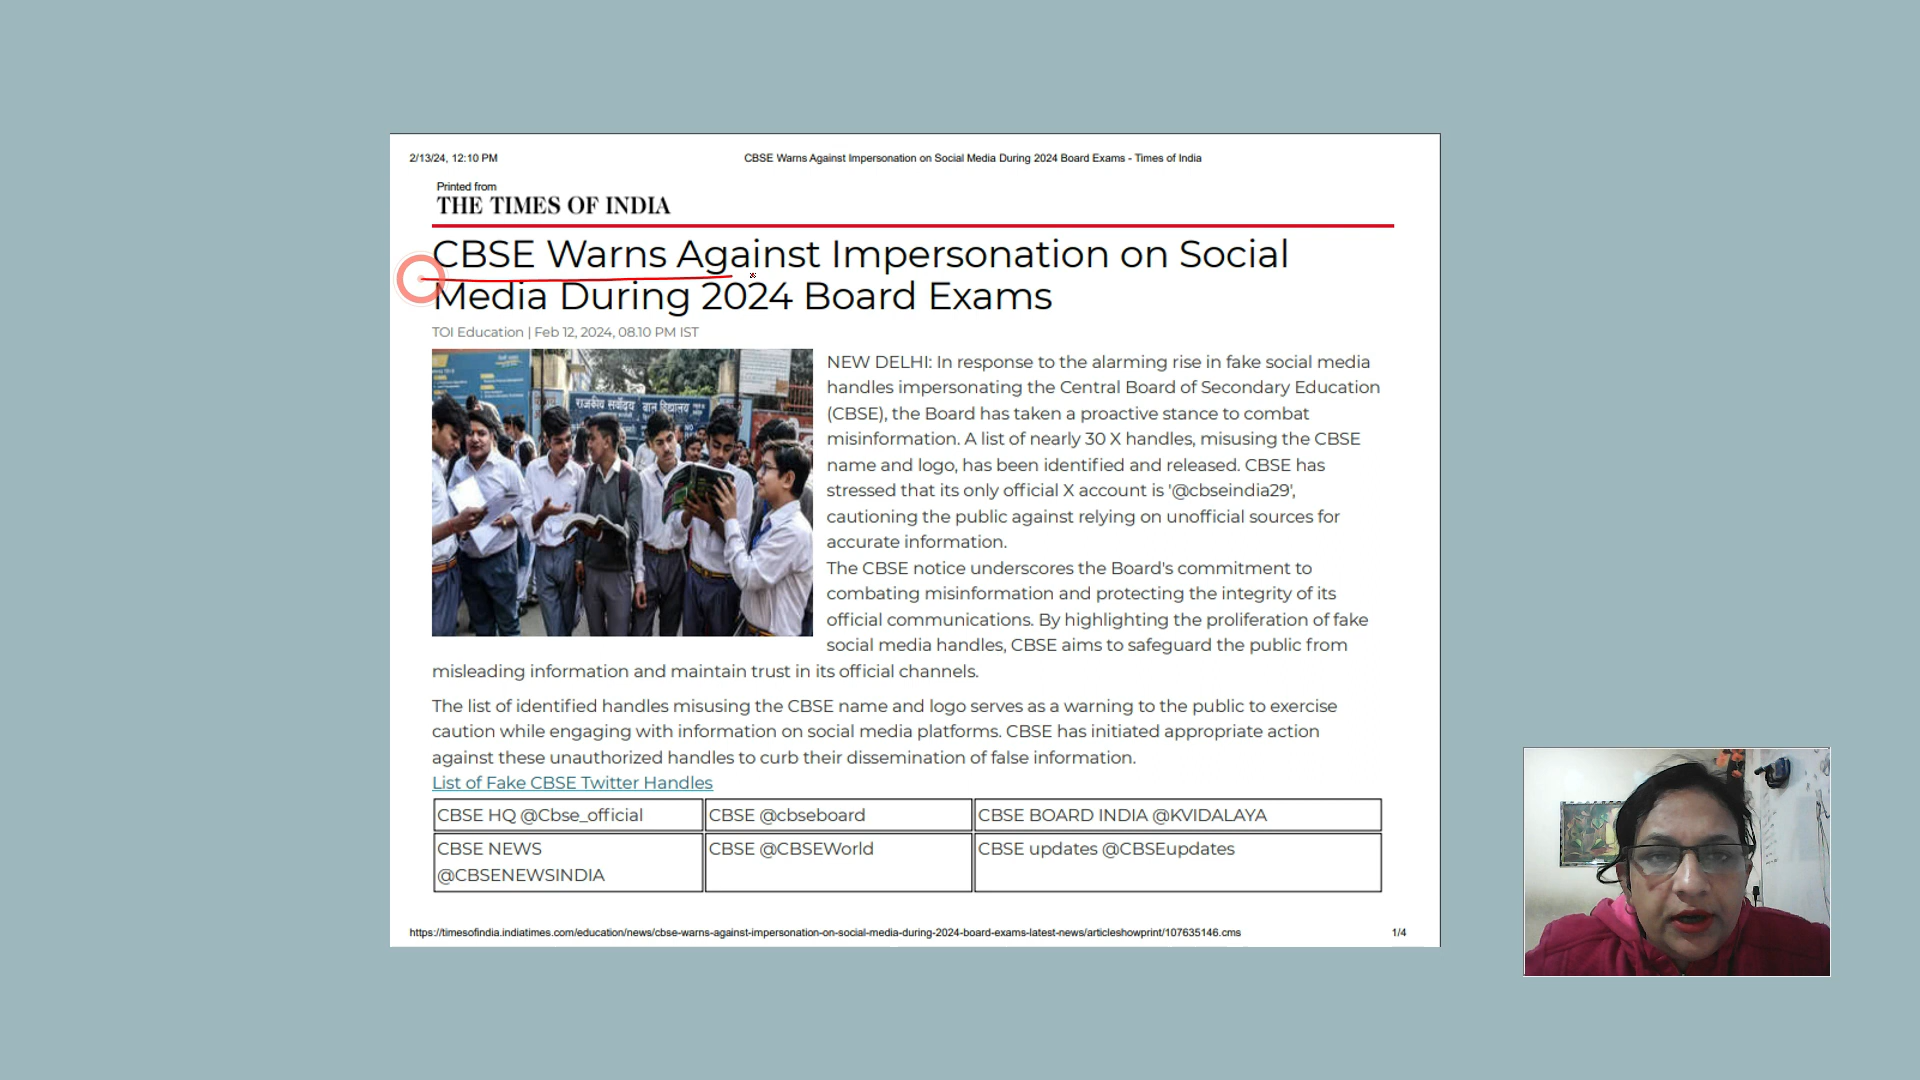 2/13/24, 12:10 PM
CBSE Warns Against Impersonation on Social Media During 2024 Board Exams - Times of India
Printed from
THE TIMES OF INDIA
CBSE Warns Against Impersonation on Social
Media During 2024 Board Exams
TOI Education | Feb 12, 2024, 08.10 PM IST
राजकीय सर्वोदय बाल विद्यालय
NEW DELHI: In response to the alarming rise in fake social media
handles impersonating the Central Board of Secondary Education
(CBSE), the Board has taken a proactive stance to combat
misinformation. A list of nearly 30 X handles, misusing the CBSE
name and logo, has been identified and released. CBSE has
stressed that its only official X account is '@cbseindia29',
cautioning the public against relying on unofficial sources for
accurate information.
The CBSE notice underscores the Board's commitment to
combating misinformation and protecting the integrity of its
official communications. By highlighting the proliferation of fake
social media handles, CBSE aims to safeguard the public from
misleading information and maintain trust in its official channels.
The list of identified handles misusing the CBSE name and logo serves as a warning to the public to exercise
caution while engaging with information on social media platforms. CBSE has initiated appropriate action
against these unauthorized handles to curb their dissemination of false information.
List of Fake CBSE Twitter Handles
CBSE HQ @Cbse_official
CBSE @cbseboard
CBSE BOARD INDIA @KVIDALAYA
CBSE NEWS
@CBSENEWSINDIA
CBSE @CBSEWorld
CBSE updates @CBSEupdates
https://timesofindia.indiatimes.com/education/news/cbse-warns-against-impersonation-on-social-media-during-2024-board-exams-latest-news/articleshowprint/107635146.cms
1/4